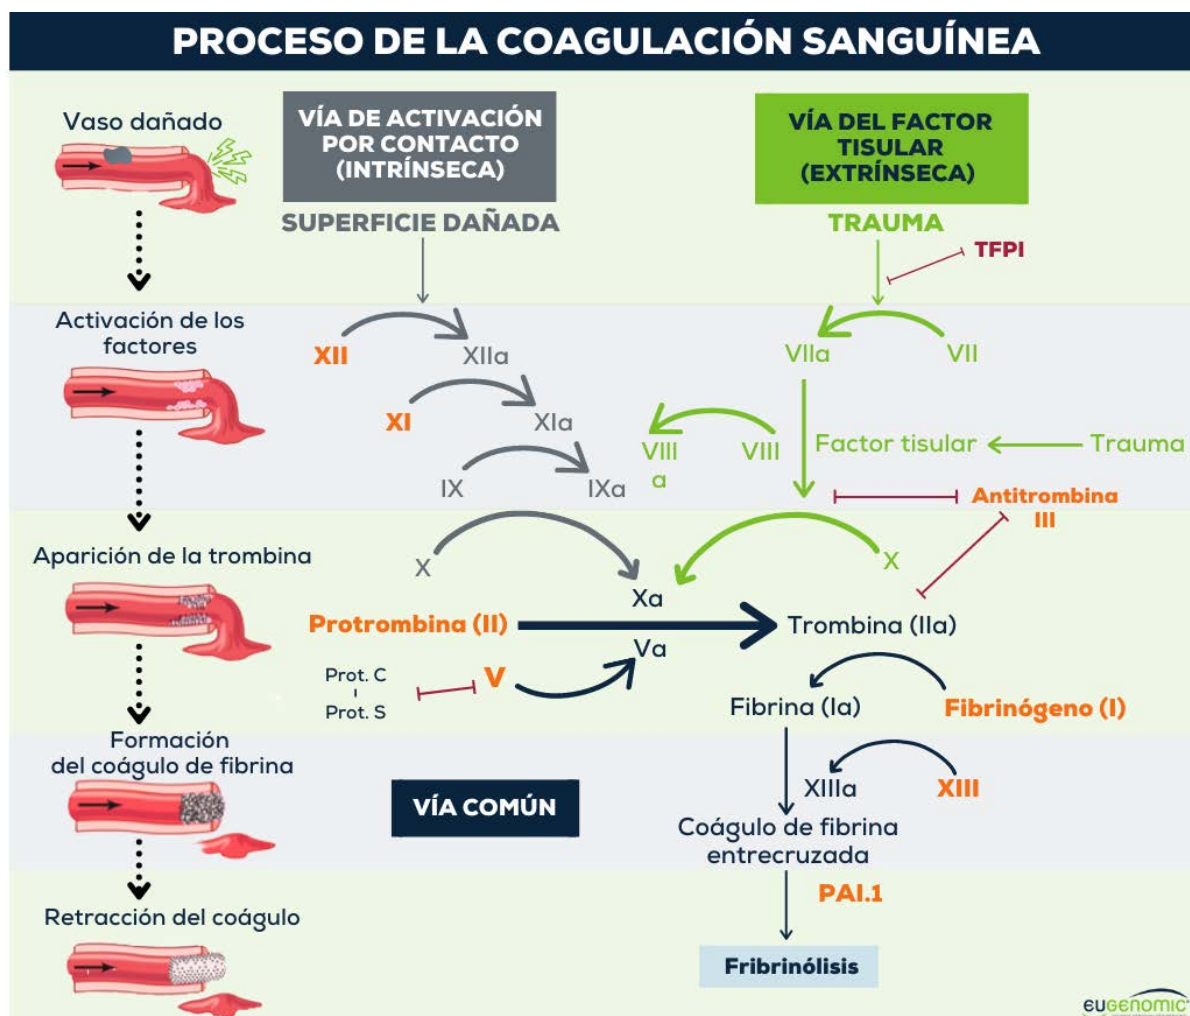 PROCESO DE LA COAGULACIÓN SANGUÍNEA
Vaso dañado
VÍA DE ACTIVACIÓN
POR CONTACTO
(INTRÍNSECA)
SUPERFICIE DAÑADA
VÍA DEL FACTOR
TISULAR
(EXTRÍNSECA)
TRAUMA
TFPI
Activación de los
factores
XII
XIIa
VIIa
VII
XI
XIa
VIII
a
VIII
Factor tisular
Trauma
IX
IXa
Antitrombina
III
Aparición de la trombina
X
X
Xa
Protrombina (II)
Trombina (IIa)
Va
Prot. C
Prot. S
V
Fibrina (Ia)
Fibrinógeno (I)
Formación
del coágulo de fibrina
VÍA COMÚN
XIIIa
XIII
Coágulo de fibrina
entrecruzada
PAI.1
Retracción del coágulo
Fribrinólisis
EUGENOMIC